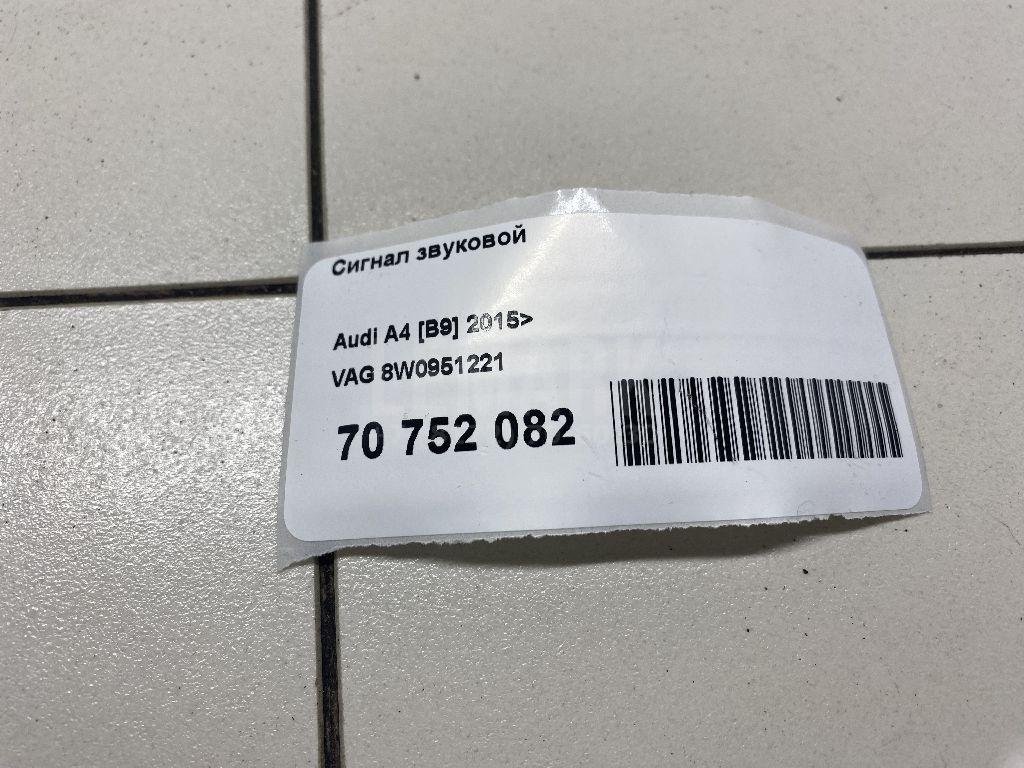 Сигнал звуковой
Audi A4 [B9] 2015>
VAG 8W0951221
70 752 082